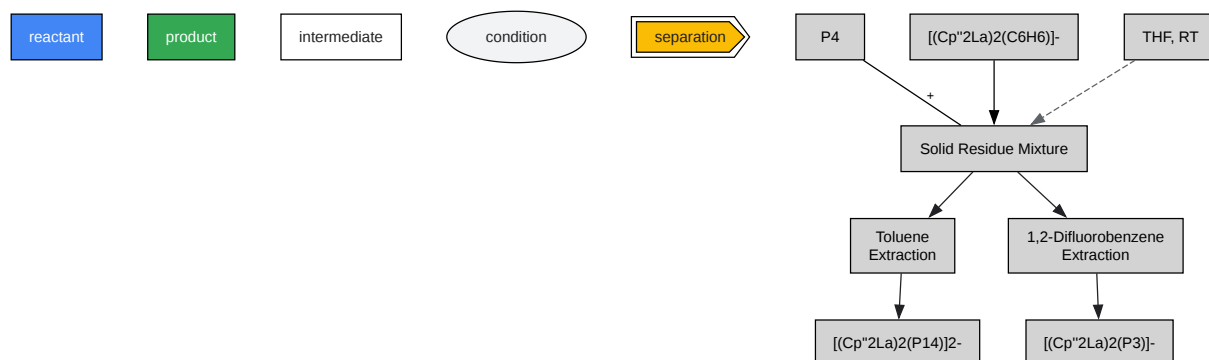 reactant
product
intermediate
condition
separation
P4
[(Cp''2La)2(C6H6)]-
THF, RT
+
Solid Residue Mixture
Toluene
Extraction
1,2-Difluorobenzene
Extraction
[(Cp''2La)2(P14)]2-
[(Cp''2La)2(P3)]-